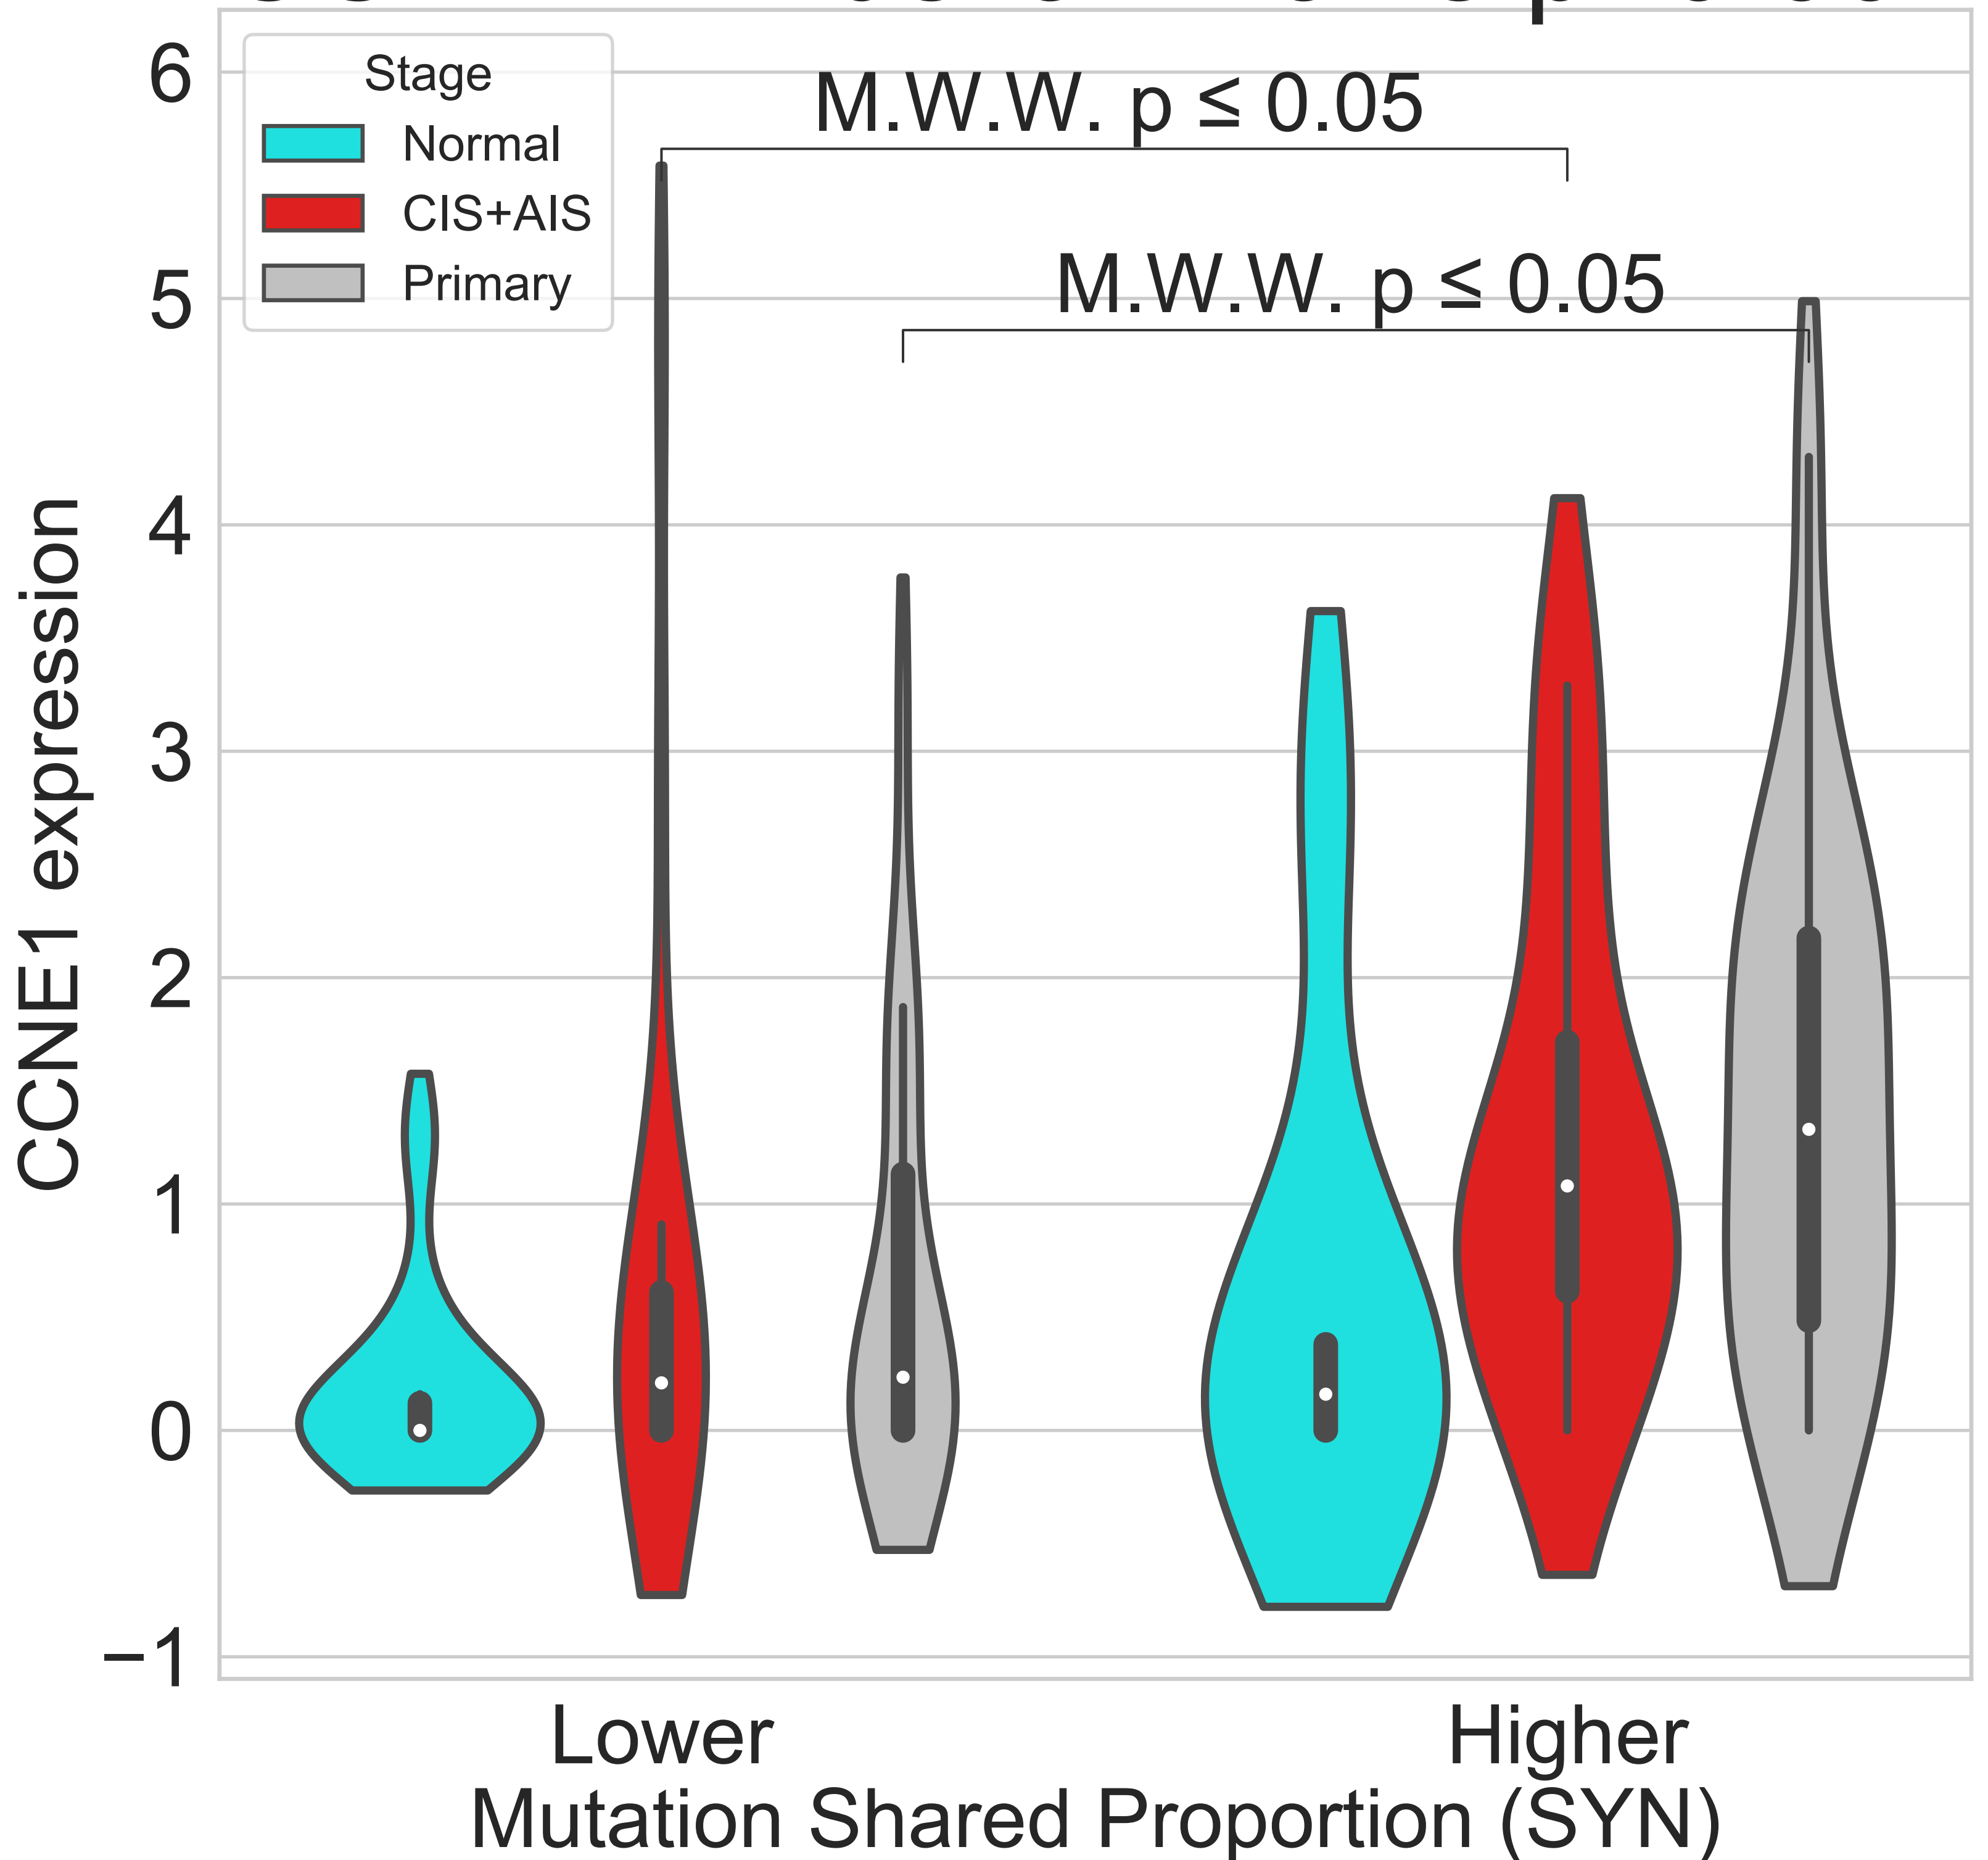 6
5
4
3
2
1
0
−1
CCNE1 expression
Stage
Normal
CIS+AIS
Primary
M.W.W. p ≤ 0.05
M.W.W. p ≤ 0.05
Lower
Higher
Mutation Shared Proportion (SYN)